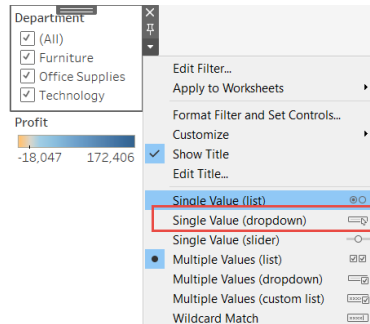 Department
(All)
Furniture
Office Supplies
Technology
Profit
-18,047 172,406
Edit Filter...
Apply to Worksheets
Format Filter and Set Controls...
Customize
Show Title
Edit Title...
Single Value (list)
Single Value (dropdown)
Single Value (slider)
Multiple Values (list)
Multiple Values (dropdown)
Multiple Values (custom list)
Wildcard Match